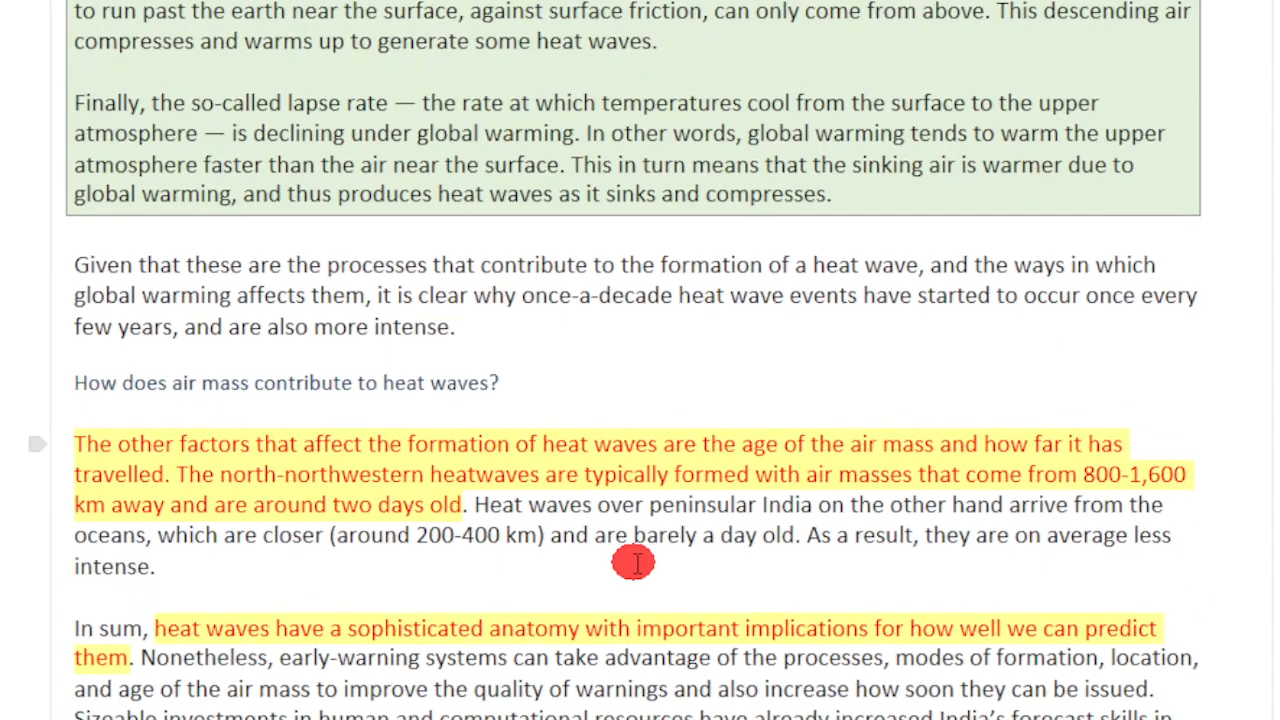 to run past the earth near the surface, against surface friction, can only come from above. This descending air
compresses and warms up to generate some heat waves.
Finally, the so-called lapse rate — the rate at which temperatures cool from the surface to the upper
atmosphere — is declining under global warming. In other words, global warming tends to warm the upper
atmosphere faster than the air near the surface. This in turn means that the sinking air is warmer due to
global warming, and thus produces heat waves as it sinks and compresses.
Given that these are the processes that contribute to the formation of a heat wave, and the ways in which
global warming affects them, it is clear why once-a-decade heat wave events have started to occur once every
few years, and are also more intense.
How does air mass contribute to heat waves?
The other factors that affect the formation of heat waves are the age of the air mass and how far it has
travelled. The north-northwestern heatwaves are typically formed with air masses that come from 800-1,600
km away and are around two days old. Heat waves over peninsular India on the other hand arrive from the
oceans, which are closer (around 200-400 km) and are barely a day old. As a result, they are on average less
intense.
In sum, heat waves have a sophisticated anatomy with important implications for how well we can predict
them. Nonetheless, early-warning systems can take advantage of the processes, modes of formation, location,
and age of the air mass to improve the quality of warnings and also increase how soon they can be issued.
Sizeable investments in human and computational resources have already increased India's forecast skills in